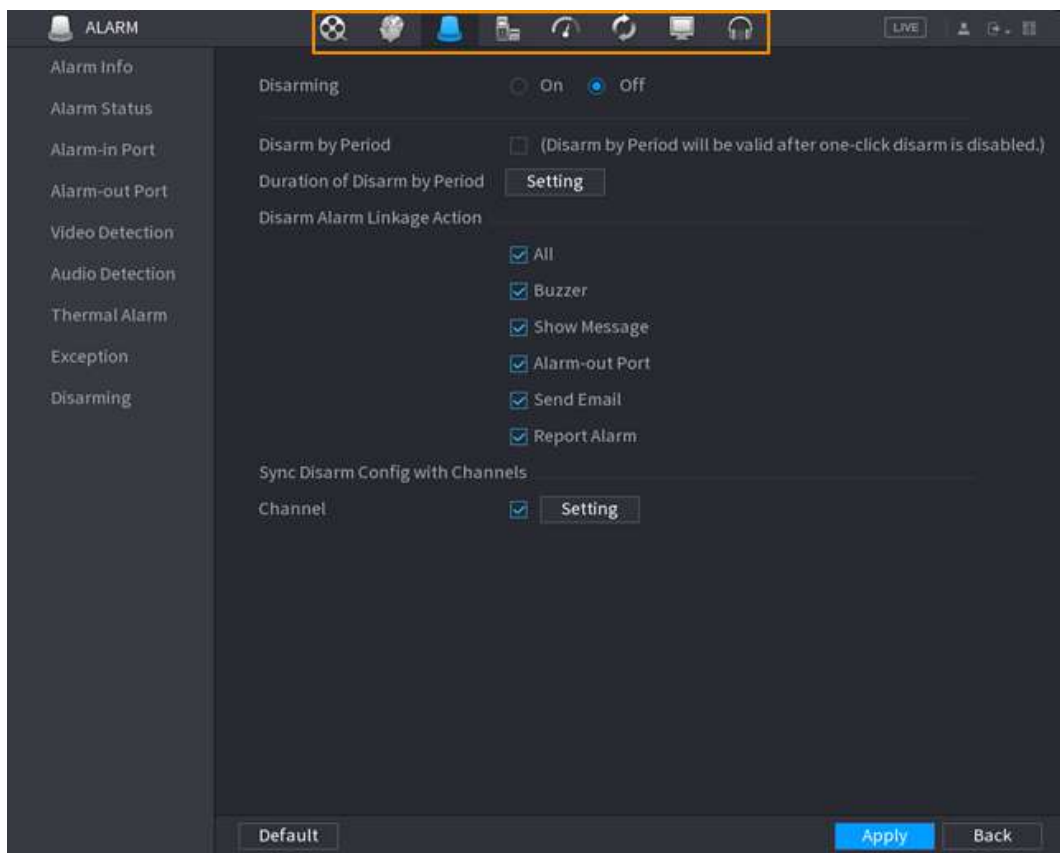 ALARM
LIVE
Alarm Info
Alarm Status
Alarm-in Port
Alarm-out Port
Video Detection
Audio Detection
Thermal Alarm
Exception
Disarming
Disarming On Off
Disarm by Period (Disarm by Period will be valid after one-click disarm is disabled.)
Duration of Disarm by Period Setting
Disarm Alarm Linkage Action
All
Buzzer
Show Message
Alarm-out Port
Send Email
Report Alarm
Sync Disarm Config with Channels
Channel Setting
Default Apply Back